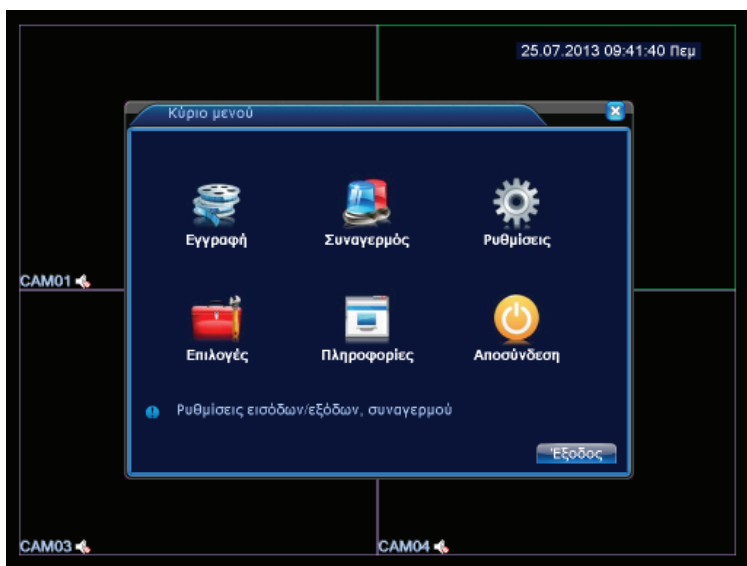 25.07.2013 09:41:40 Πεμ
Κύριο μενού
Εγγραφή
Συναγερμός
Ρυθμίσεις
CAM01
Επιλογές
Πληροφορίες
Αποσύνδεση
Ρυθμίσεις εισόδων/εξόδων, συναγερμού
Έξοδος
CAM03
CAM04